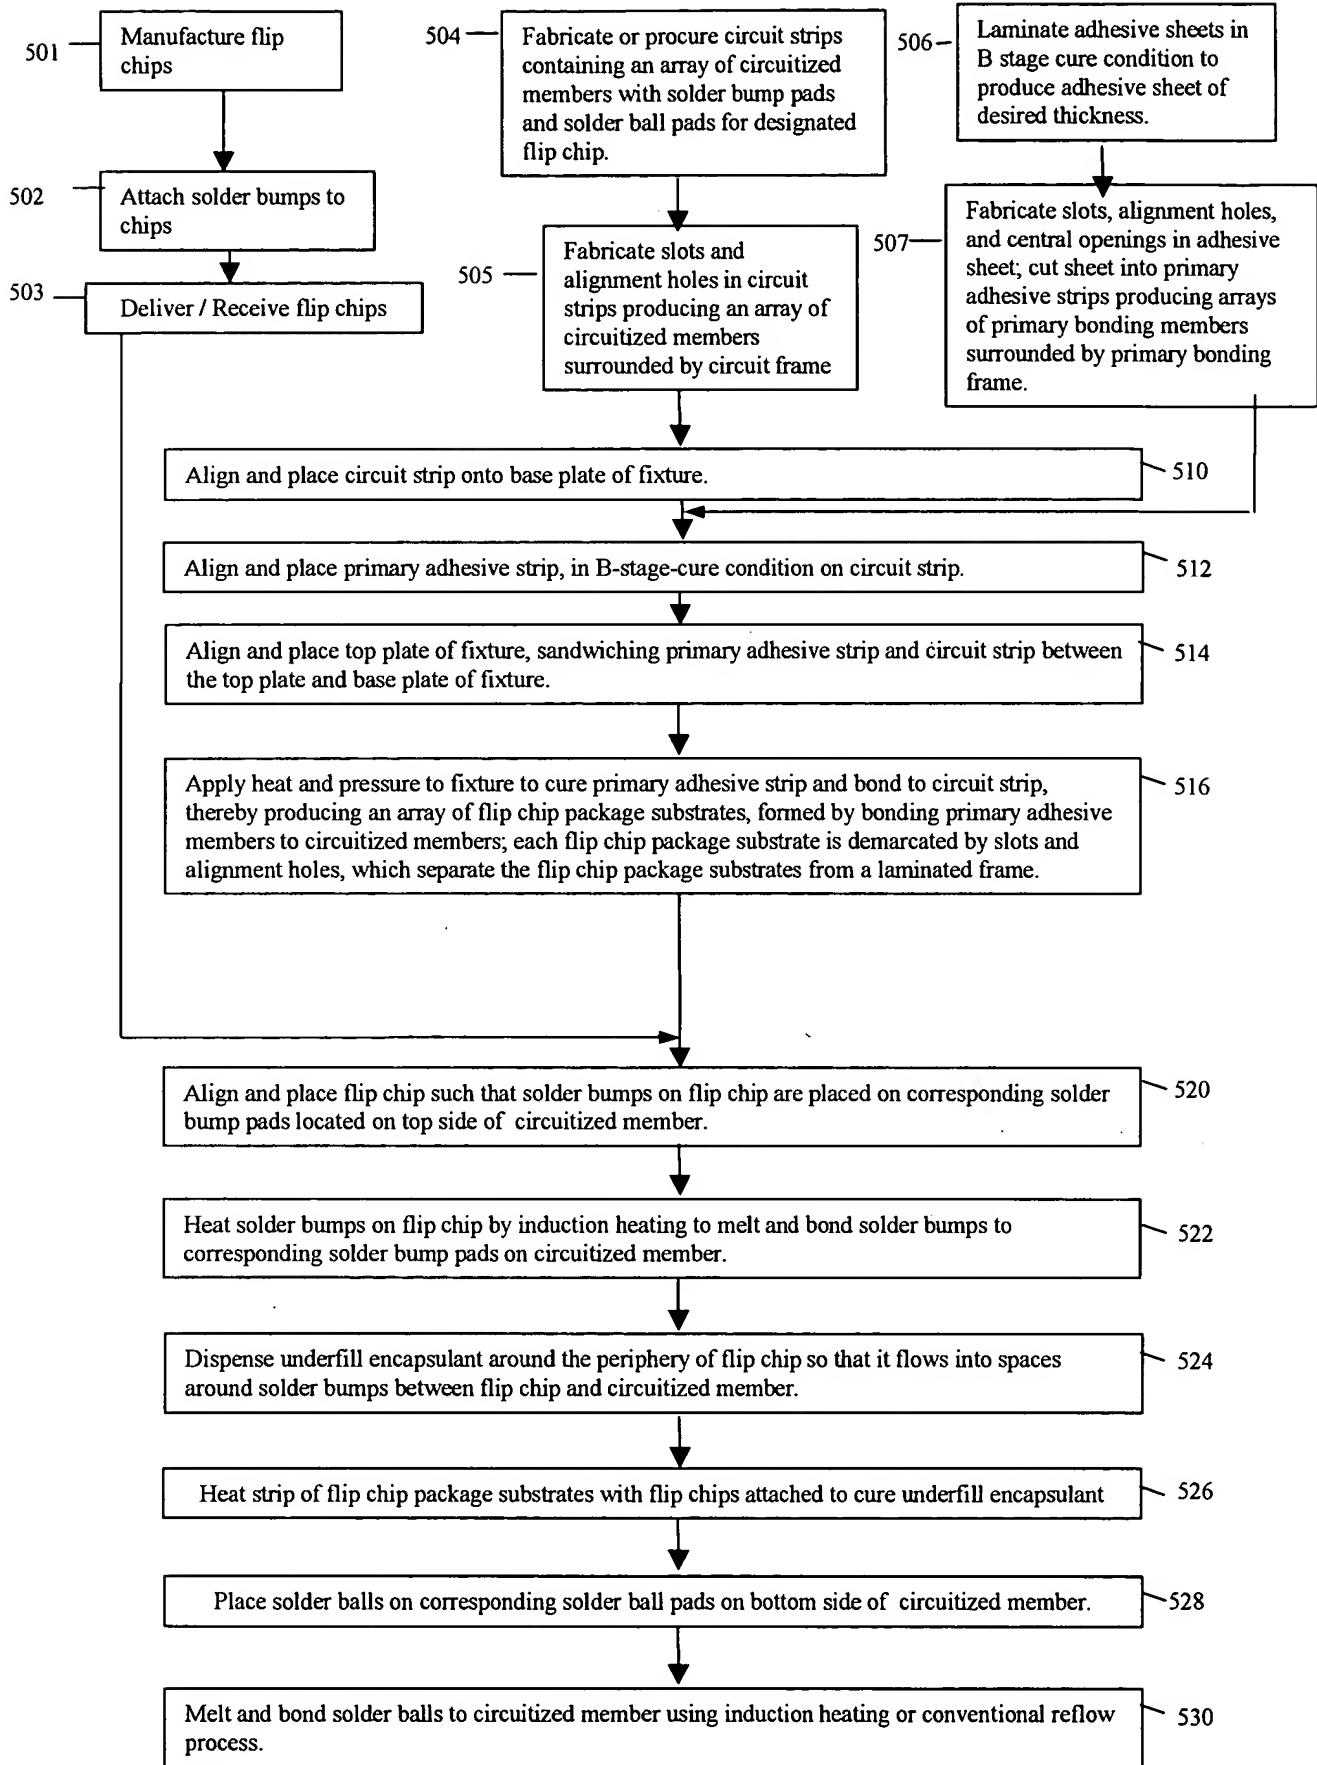 501
Manufacture flip
chips
502
Attach solder bumps to
chips
503
Deliver / Receive flip chips
504
Fabricate or procure circuit strips
containing an array of circuitized
members with solder bump pads
and solder ball pads for designated
flip chip.
505
Fabricate slots and
alignment holes in circuit
strips producing an array of
circuitized members
surrounded by circuit frame
506
Laminate adhesive sheets in
B stage cure condition to
produce adhesive sheet of
desired thickness.
507
Fabricate slots, alignment holes,
and central openings in adhesive
sheet; cut sheet into primary
adhesive strips producing arrays
of primary bonding members
surrounded by primary bonding
frame.
Align and place circuit strip onto base plate of fixture.
510
Align and place primary adhesive strip, in B-stage-cure condition on circuit strip.
512
Align and place top plate of fixture, sandwiching primary adhesive strip and circuit strip between
the top plate and base plate of fixture.
514
Apply heat and pressure to fixture to cure primary adhesive strip and bond to circuit strip,
thereby producing an array of flip chip package substrates, formed by bonding primary adhesive
members to circuitized members; each flip chip package substrate is demarcated by slots and
alignment holes, which separate the flip chip package substrates from a laminated frame.
516
Align and place flip chip such that solder bumps on flip chip are placed on corresponding solder
bump pads located on top side of circuitized member.
520
Heat solder bumps on flip chip by induction heating to melt and bond solder bumps to
corresponding solder bump pads on circuitized member.
522
Dispense underfill encapsulant around the periphery of flip chip so that it flows into spaces
around solder bumps between flip chip and circuitized member.
524
Heat strip of flip chip package substrates with flip chips attached to cure underfill encapsulant
526
Place solder balls on corresponding solder ball pads on bottom side of circuitized member.
528
Melt and bond solder balls to circuitized member using induction heating or conventional reflow
process.
530